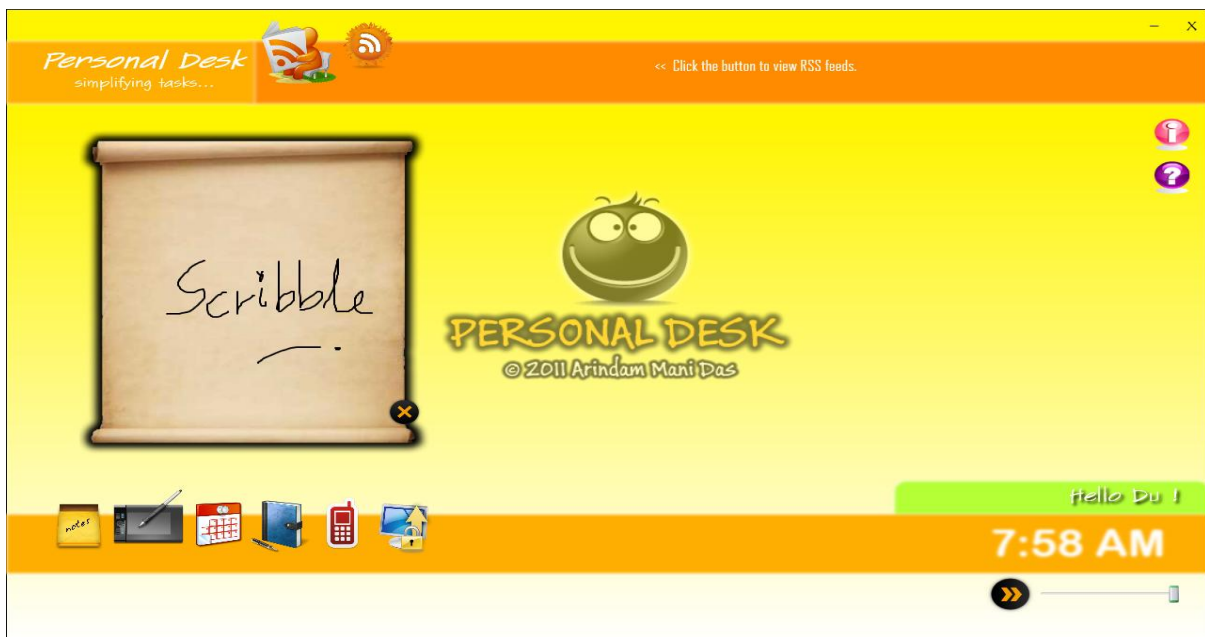 – X
Personal Desk
simplifying tasks...
<< Click the button to view RSS feeds.
i
?
Scribble
PERSONAL DESK
© 2011 Arindam Mani Das
notes
Hello Du !
7:58 AM